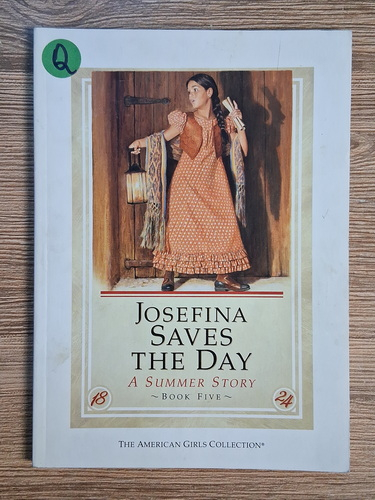 Q
JOSEFINA
SAVES
THE DAY
A SUMMER STORY
~ BOOK FIVE ~
18 24
THE AMERICAN GIRLS COLLECTION®